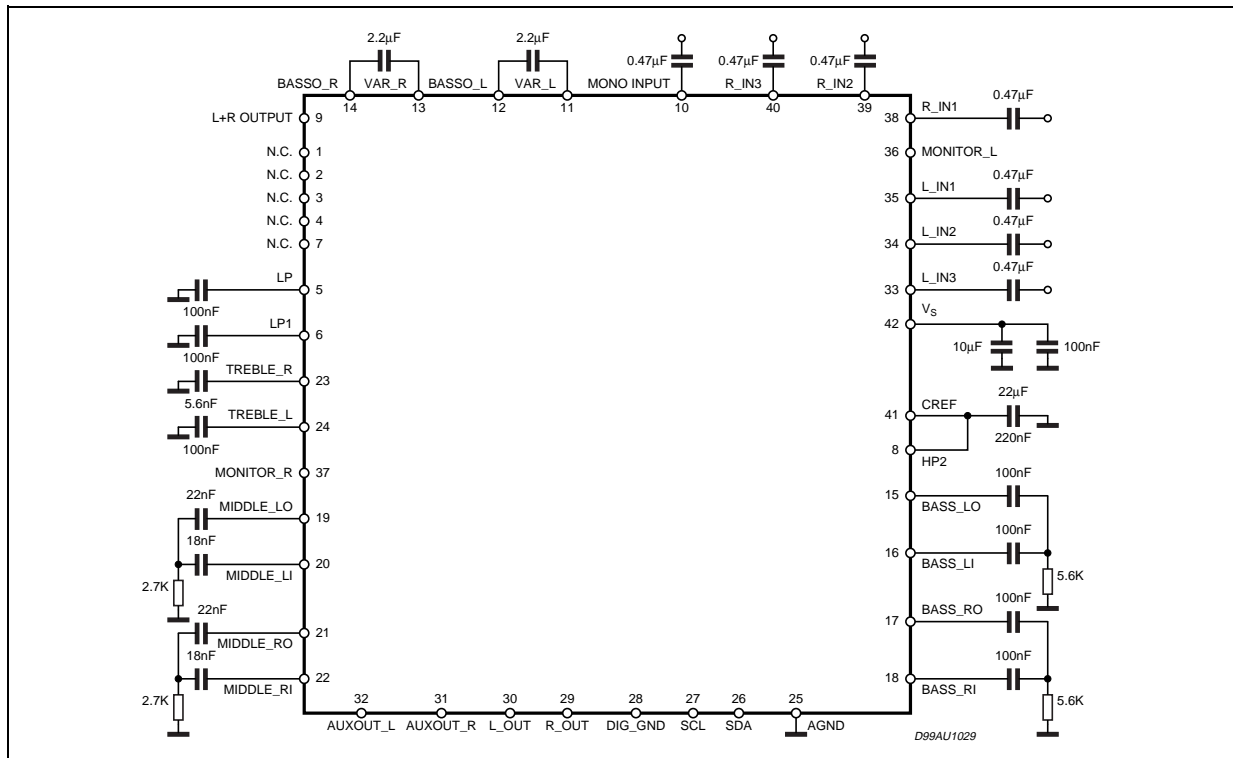 2.2µF
2.2µF
0.47µF
0.47µF
0.47µF
BASSO_R
VAR_R
BASSO_L
VAR_L
MONO INPUT
R_IN3
R_IN2
14
13
12
11
10
40
39
L+R OUTPUT
9
N.C.
1
N.C.
2
N.C.
3
N.C.
4
N.C.
7
LP
5
100nF
LP1
6
100nF
TREBLE_R
23
5.6nF
TREBLE_L
24
100nF
MONITOR_R
37
22nF
MIDDLE_LO
19
18nF
20
MIDDLE_LI
2.7K
22nF
21
MIDDLE_RO
18nF
22
MIDDLE_RI
2.7K
38
R_IN1
0.47µF
36
MONITOR_L
35
L_IN1
0.47µF
34
L_IN2
0.47µF
33
L_IN3
0.47µF
42
VS
10µF
100nF
41
CREF
22µF
220nF
8
HP2
15
BASS_LO
100nF
16
BASS_LI
100nF
5.6K
17
BASS_RO
100nF
18
BASS_RI
100nF
5.6K
32
31
30
29
28
27
26
25
AUXOUT_L
AUXOUT_R
L_OUT
R_OUT
DIG_GND
SCL
SDA
AGND
D99AU1029